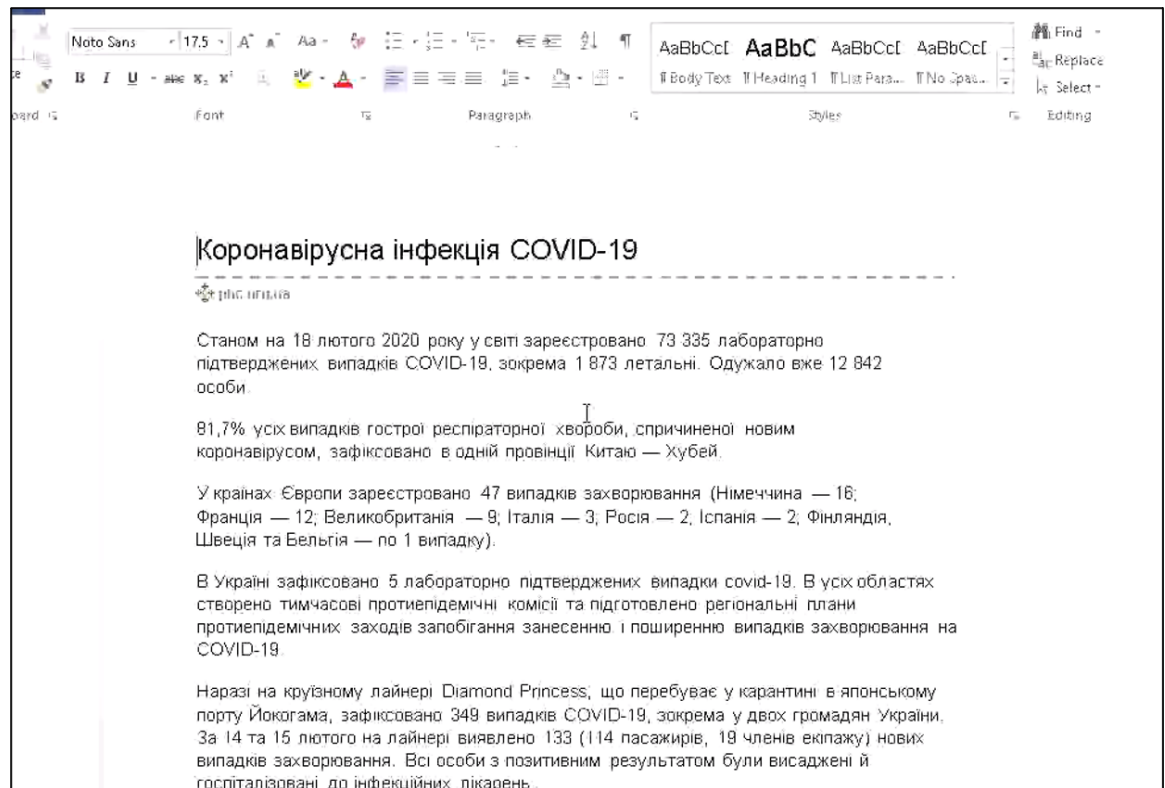 Noto Sans 17.5 Aa
AaBbCcI AaBbC AaBbCcI AaBbCcI
Find
Replace
Select
B I U abc X₂ X²
¶ Body Text ¶ Heading 1 ¶ List Para... ¶ No Spac...
Font Paragraph Styles Editing
Коронавірусна інфекція COVID-19
phc.org.ua
Станом на 18 лютого 2020 року у світі зареєстровано 73 335 лабораторно
підтверджених випадків COVID-19, зокрема 1 873 летальні. Одужало вже 12 842
особи.
81,7% усіх випадків гострої респіраторної хвороби, спричиненої новим
коронавірусом, зафіксовано в одній провінції Китаю — Хубей.
У країнах Європи зареєстровано 47 випадків захворювання (Німеччина — 16;
Франція — 12; Великобританія — 9; Італія — 3; Росія — 2; Іспанія — 2; Фінляндія,
Швеція та Бельгія — по 1 випадку).
В Україні зафіксовано 5 лабораторно підтверджених випадки covid-19. В усіх областях
створено тимчасові протиепідемічні комісії та підготовлено регіональні плани
протиепідемічних заходів запобігання занесенню і поширенню випадків захворювання на
COVID-19.
Наразі на круїзному лайнері Diamond Princess, що перебуває у карантині в японському
порту Йокогама, зафіксовано 349 випадків COVID-19, зокрема у двох громадян України.
За 14 та 15 лютого на лайнері виявлено 133 (114 пасажирів, 19 членів екіпажу) нових
випадків захворювання. Всі особи з позитивним результатом були висаджені й
госпіталізовані до інфекційних лікарень.